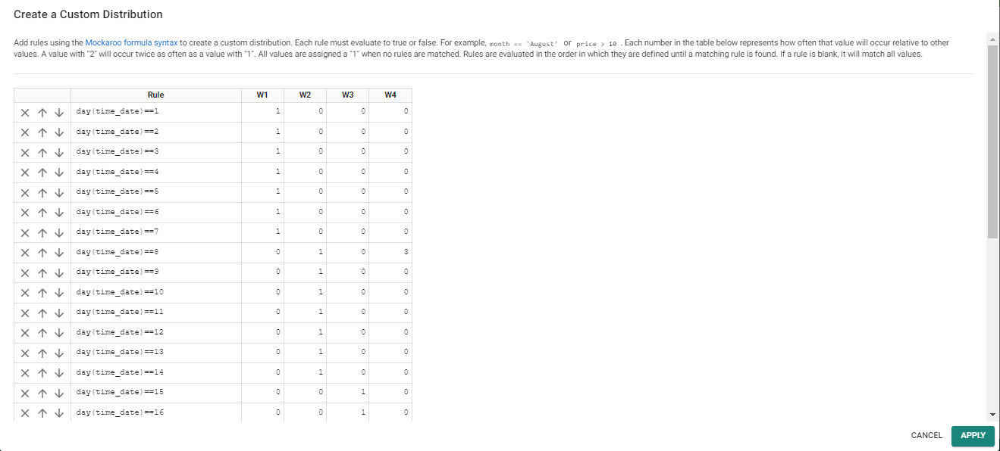 Create a Custom Distribution
Add rules using the Mockaroo formula syntax to create a custom distribution. Each rule must evaluate to true or false. For example, month == 'August' or price > 10 . Each number in the table below represents how often that value will occur relative to other
values. A value with "2" will occur twice as often as a value with "1". All values are assigned a "1" when no rules are matched. Rules are evaluated in the order in which they are defined until a matching rule is found. If a rule is blank, it will match all values.
Rule W1 W2 W3 W4
day(time_date)==1 1 0 0 0
day(time_date)==2 1 0 0 0
day(time_date)==3 1 0 0 0
day(time_date)==4 1 0 0 0
day(time_date)==5 1 0 0 0
day(time_date)==6 1 0 0 0
day(time_date)==7 1 0 0 0
day(time_date)==8 0 1 0 3
day(time_date)==9 0 1 0 0
day(time_date)==10 0 1 0 0
day(time_date)==11 0 1 0 0
day(time_date)==12 0 1 0 0
day(time_date)==13 0 1 0 0
day(time_date)==14 0 1 0 0
day(time_date)==15 0 0 1 0
day(time_date)==16 0 0 1 0
CANCEL APPLY